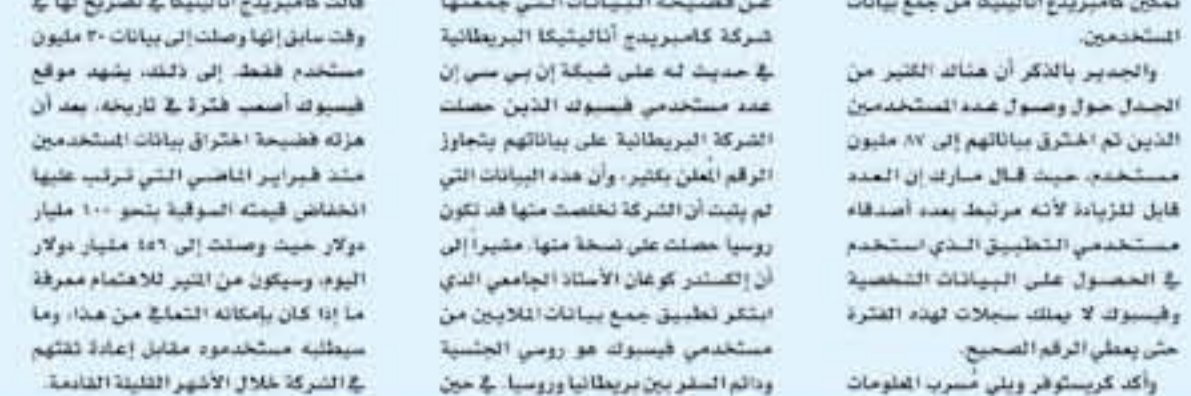 تمكين كامبريدج أناليتيكا من جمع بيانات
المستخدمين.
والجدير بالذكر أن هناك الكثير من
الجدل حول وصول عدد المستخدمين
الذين تم اخترق بياناتهم إلى ٨٧ مليون
مستخدم، حيث قال مارك إن العدد
قابل للزيادة لأنه مرتبط بعدد أصدقاء
مستخدمي التطبيق الذي استخدم
في الحصول على البيانات الشخصية
وفيسبوك لا يملك سجلات لهذه الفترة
حتى يعطي الرقم الصحيح.
وأكد كريستوفر ويلي مُسرب المعلومات
عن فضيحة البيانات التي جمعتها
شركة كامبريدج أناليتيكا البريطانية
في حديث له على شبكة إن بي سي إن
عدد مستخدمي فيسبوك الذين حصلت
الشركة البريطانية على بياناتهم يتجاوز
الرقم المُعلن بكثير، وأن هذه البيانات التي
لم يثبت أن الشركة تخلصت منها قد تكون
روسيا حصلت على نسخة منها، مشيراً إلى
أن إلكسندر كوغان الأستاذ الجامعي الذي
ابتكر تطبيق جمع بيانات الملايين من
مستخدمي فيسبوك هو روسي الجنسية
ودائم السفر بين بريطانيا وروسيا. في حين
قالت كامبريدج أناليتيكا في تصريح لها في
وقت سابق إنها وصلت إلى بيانات ٣٠ مليون
مستخدم فقط. إلى ذلك، يشهد موقع
فيسبوك أصعب فترة في تاريخه، بعد أن
هزته فضيحة اختراق بيانات المستخدمين
منذ فبراير الماضي التي ترتب عليها
انخفاض قيمته السوقية بنحو ١٠٠ مليار
دولار حيث وصلت إلى ٤٥٦ مليار دولار
اليوم، وسيكون من المثير للاهتمام معرفة
ما إذا كان بإمكانه التعافي من هذا، وما
سيطلبه مستخدموه مقابل إعادة ثقتهم
في الشركة خلال الأشهر القليلة القادمة.